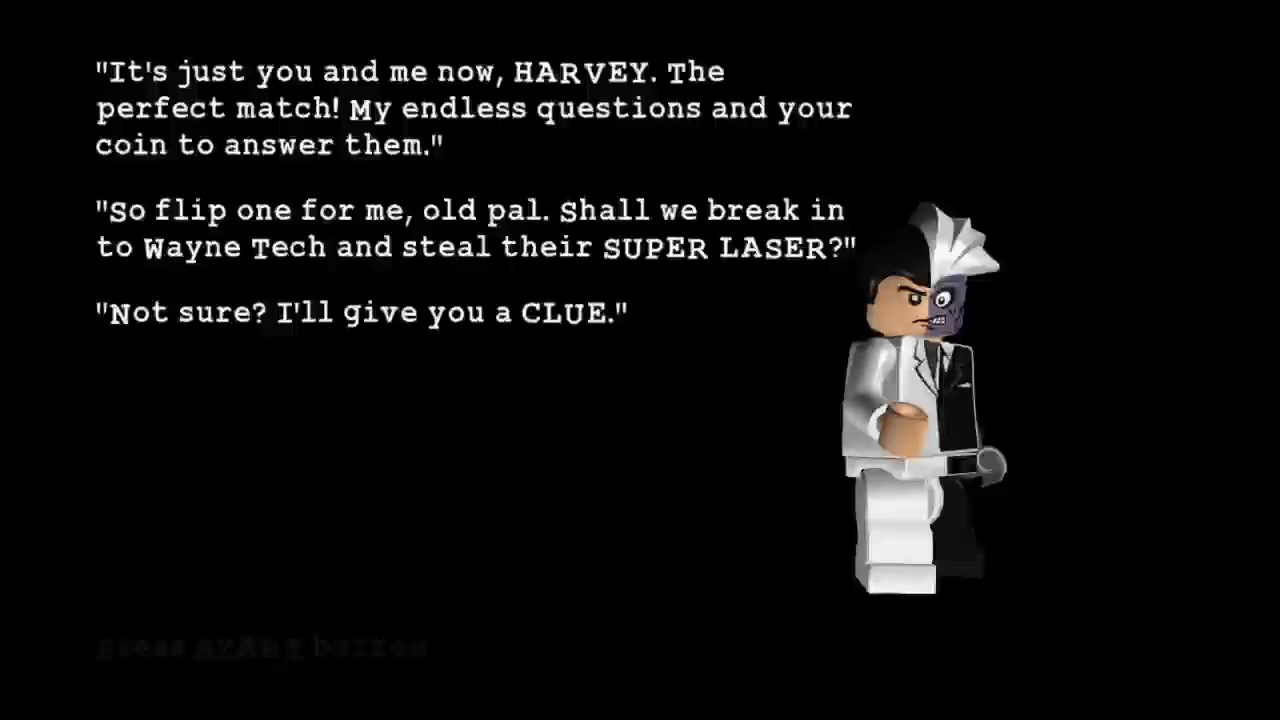 "It's just you and me now, HARVEY. The
perfect match! My endless questions and your
coin to answer them."
"So flip one for me, old pal. Shall we break in
to Wayne Tech and steal their SUPER LASER?"
"Not sure? I'll give you a CLUE."
press button